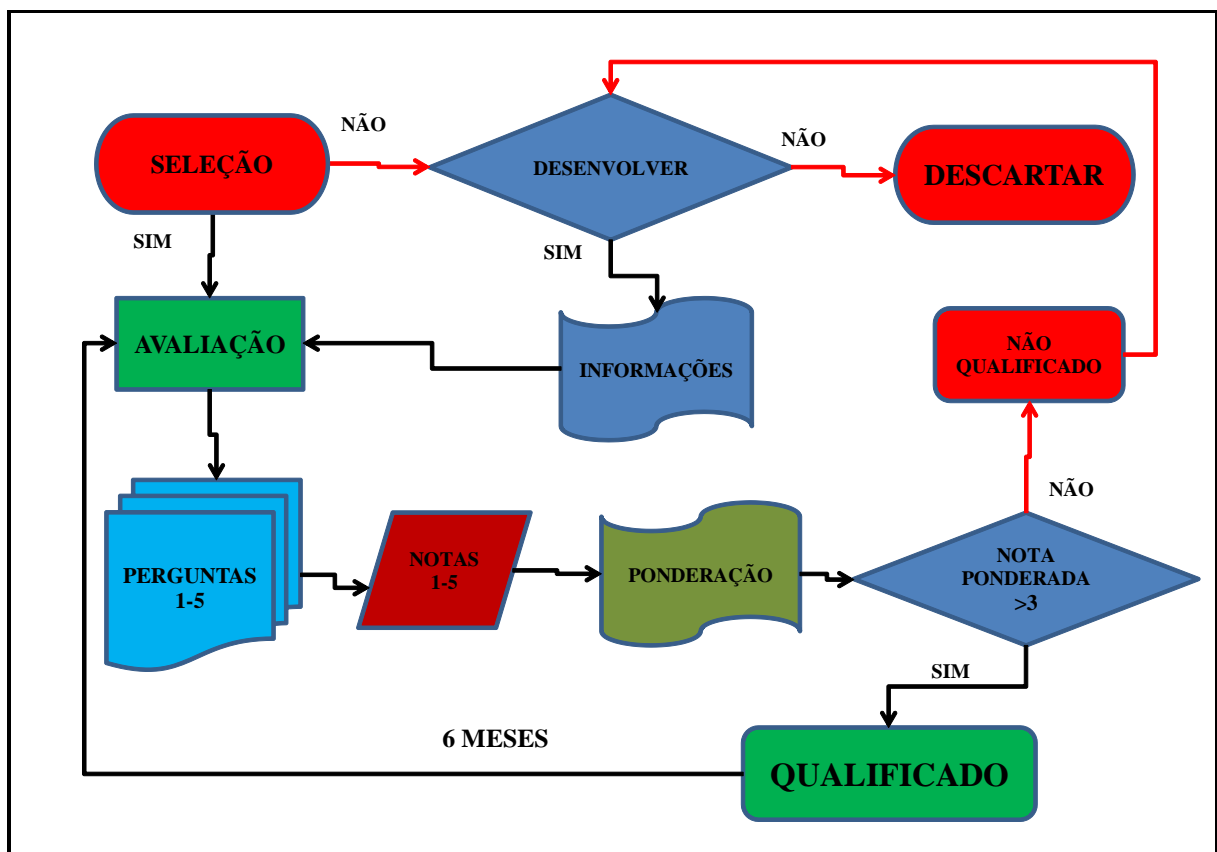 NÃO
SELEÇÃO
DESENVOLVER
NÃO
DESCARTAR
SIM
SIM
AVALIAÇÃO
INFORMAÇÕES
NÃO
QUALIFICADO
NÃO
PERGUNTAS
1-5
NOTAS
1-5
PONDERAÇÃO
NOTA
PONDERADA
>3
SIM
6 MESES
QUALIFICADO